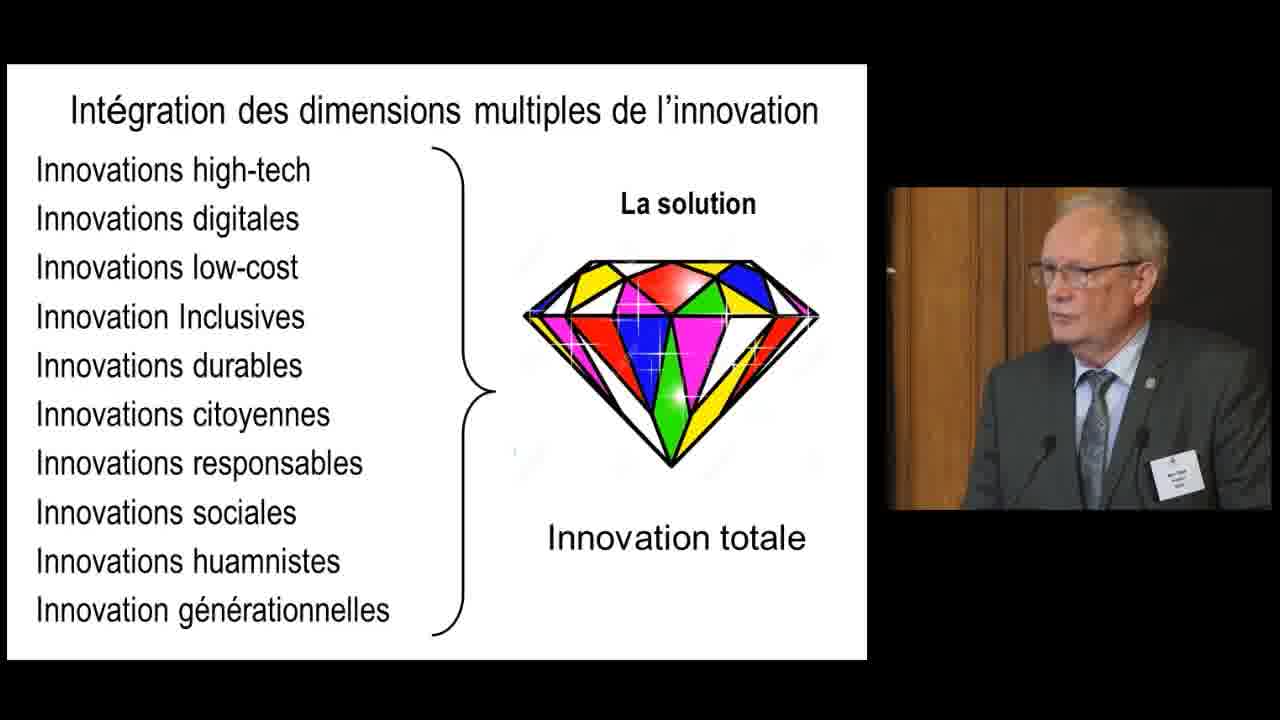 Intégration des dimensions multiples de l'innovation
Innovations high-tech
Innovations digitales
Innovations low-cost
Innovation Inclusives
Innovations durables
Innovations citoyennes
Innovations responsables
Innovations sociales
Innovations huamnistes
Innovation générationnelles
La solution
Innovation totale